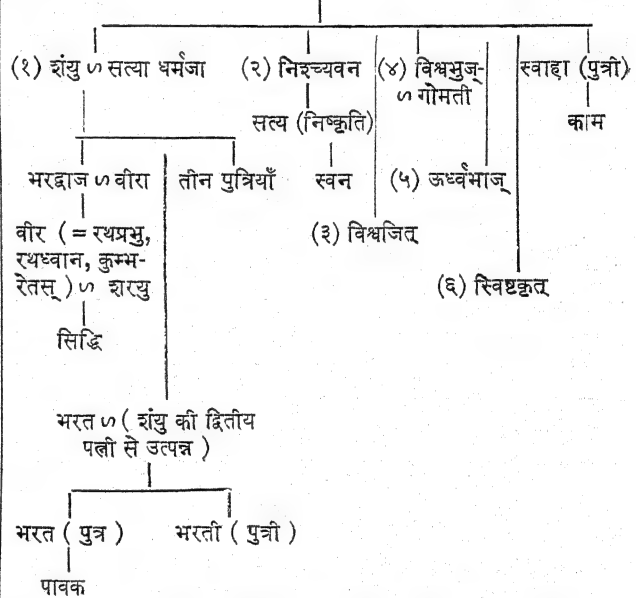 (१) शंयु ᔕ सत्या धर्मजा (२) निश्च्यवन (४) विश्वभुज्- स्वाहा (पुत्री)
ᔕ गोमती
सत्य (निष्कृति) काम
भरद्वाज ᔕ वीरा तीन पुत्रियाँ स्वन (५) ऊर्ध्वभाज्
वीर ( = रथप्रभु, (३) विश्वजित्
रथध्वान, कुम्भ-
रेतस् ) ᔕ शरयु (६) स्विष्टकृत्
सिद्धि
भरत ᔕ ( शंयु की द्वितीय
पत्नी से उत्पन्न )
भरत ( पुत्र ) भरती ( पुत्री )
पावक